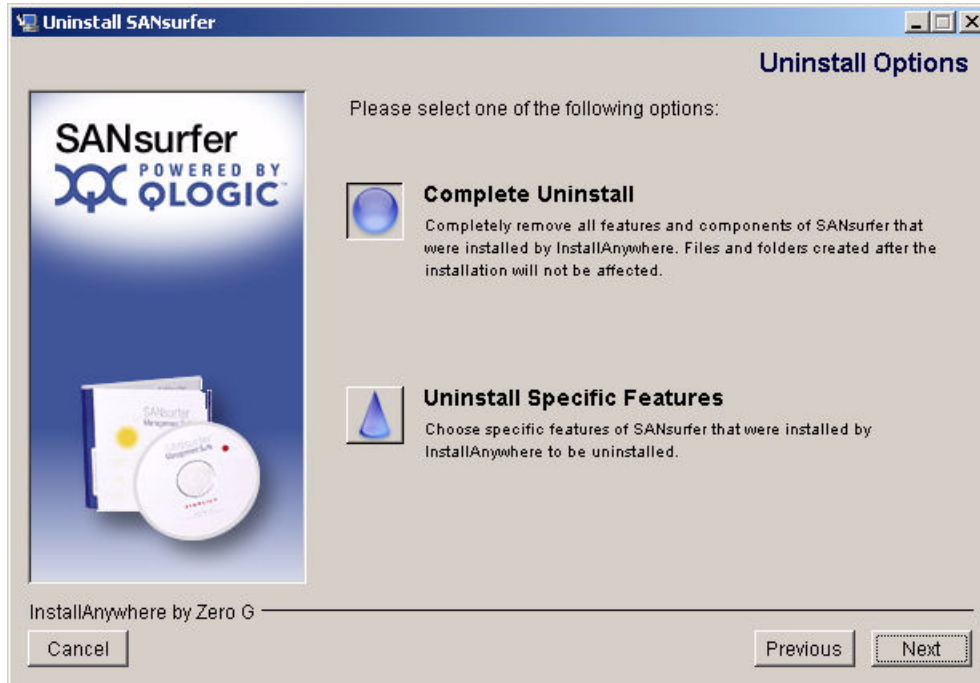 Uninstall SANsurfer
Uninstall Options
SANsurfer
POWERED BY
QLOGIC
Please select one of the following options:
Complete Uninstall
Completely remove all features and components of SANsurfer that
were installed by InstallAnywhere. Files and folders created after the
installation will not be affected.
Uninstall Specific Features
Choose specific features of SANsurfer that were installed by
InstallAnywhere to be uninstalled.
SANsurfer
SANsurfer
InstallAnywhere by Zero G
Cancel
Previous
Next